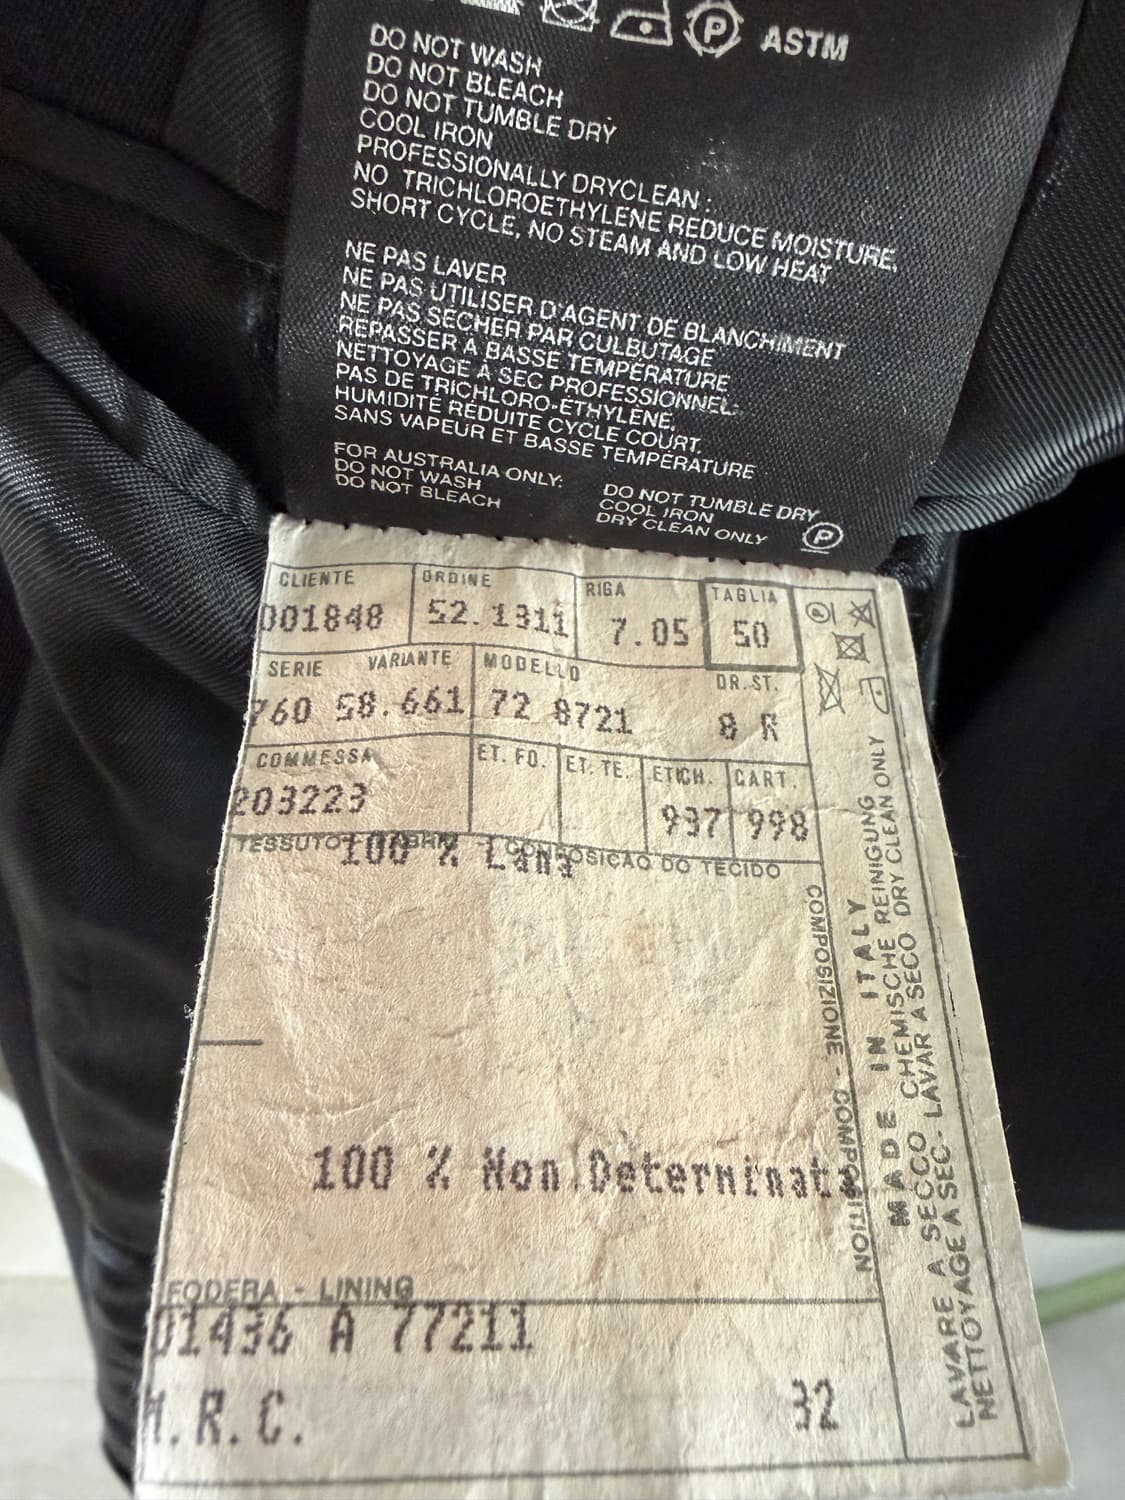 ASTM
DO NOT WASH
DO NOT BLEACH
DO NOT TUMBLE DRY
COOL IRON
PROFESSIONALLY DRYCLEAN :
NO TRICHLOROETHYLENE REDUCE MOISTURE,
SHORT CYCLE, NO STEAM AND LOW HEAT
NE PAS LAVER
NE PAS UTILISER D'AGENT DE BLANCHIMENT
NE PAS SÉCHER PAR CULBUTAGE
REPASSER À BASSE TEMPÉRATURE
NETTOYAGE À SEC PROFESSIONNEL:
PAS DE TRICHLORO-ÉTHYLÈNE,
HUMIDITÉ RÉDUITE CYCLE COURT,
SANS VAPEUR ET BASSE TEMPÉRATURE
FOR AUSTRALIA ONLY:
DO NOT WASH
DO NOT BLEACH
DO NOT TUMBLE DRY
COOL IRON
DRY CLEAN ONLY
P
CLIENTE ORDINE RIGA TAGLIA
001848 52.1311 7.05 50
SERIE VARIANTE MODELLO DR.ST.
760 58.661 72 8721 8 R
COMMESSA ET. FO. ET. TE. ETICH. CART.
203223 997 998
TESSUTO COMPOSIÇÃO DO TECIDO
100 % Lana
100 % Non Determinat
FODERA - LINING
01436 A 77211
M.R.C. 32
COMPOSIZIONE - COMPOSITION
MADE IN ITALY
CHEMISCHE REINIGUNG
LAVARE A SECCO LAVAR A SECO DRY CLEAN ONLY
NETTOYAGE A SEC-